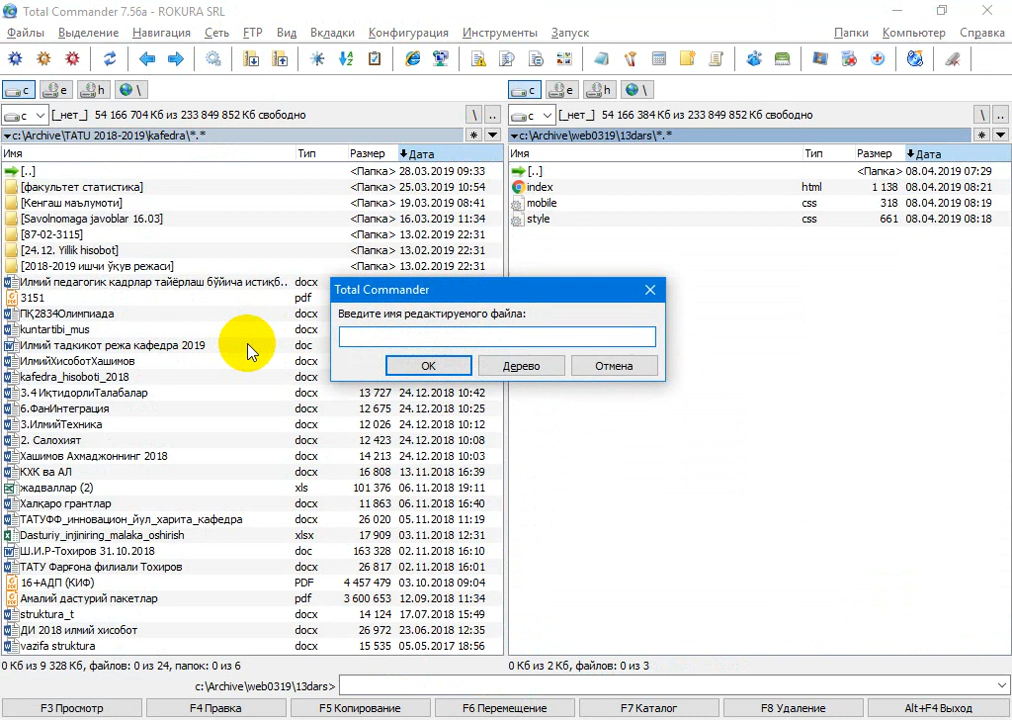 Total Commander 7.56a - ROKURA SRL
Файлы Выделение Навигация Сеть FTP Вид Вкладки Конфигурация Инструменты Запуск Папки Компьютер Справка
c e h \ c e h \
c [_нет_] 54 166 704 Кб из 233 849 852 Кб свободно \ .. c [_нет_] 54 166 384 Кб из 233 849 852 Кб свободно \ ..
c:\Archive\TATU 2018-2019\kafedra\*.* * c:\Archive\web0319\13dars\*.* *
Имя Тип Размер Дата Имя Тип Размер Дата
[..] <Папка> 28.03.2019 09:33 [..] <Папка> 08.04.2019 07:29
[факультет статистика] <Папка> 25.03.2019 10:54 index html 1 138 08.04.2019 08:21
[Кенгаш маълумоти] <Папка> 19.03.2019 08:41 mobile css 318 08.04.2019 08:19
[Savolnomaga javoblar 16.03] <Папка> 16.03.2019 11:34 style css 661 08.04.2019 08:18
[87-02-3115] <Папка> 13.02.2019 22:31
[24.12. Yillik hisobot] <Папка> 13.02.2019 22:31
[2018-2019 ишчи ўқув режаси] <Папка> 13.02.2019 22:31
Илмий педагогик кадрлар тайёрлаш бўйича истиқб.. docx
3151 pdf
ПҚ2834Олимпиада docx
kuntartibi_mus docx
Илмий тадкикот режа кафедра 2019 doc
ИлмийХисоботХашимов docx
kafedra_hisoboti_2018 docx
3.4 ИқтидорлиТалабалар docx 13 727 24.12.2018 10:42
6.ФанИнтеграция docx 12 675 24.12.2018 10:25
3.ИлмийТехника docx 12 026 24.12.2018 10:12
2. Салохият docx 12 423 24.12.2018 10:08
Хашимов Ахмаджоннинг 2018 docx 14 213 24.12.2018 10:03
КХК ва АЛ docx 16 808 13.11.2018 16:39
жадваллар (2) xls 101 376 06.11.2018 19:11
Халқаро грантлар docx 11 863 06.11.2018 16:40
ТАТУФФ_инновацион_йул_харита_кафедра docx 26 020 05.11.2018 11:19
Dasturiy_injiniring_malaka_oshirish xlsx 17 909 03.11.2018 12:31
Ш.И.Р-Тохиров 31.10.2018 doc 163 328 02.11.2018 16:10
ТАТУ Фарғона филиали Тохиров docx 26 817 02.11.2018 16:01
16+АДП (КИФ) PDF 4 457 479 03.10.2018 09:04
Амалий дастурий пакетлар pdf 3 600 653 12.09.2018 11:34
struktura_t docx 14 124 17.07.2018 15:49
ДИ 2018 илмий хисобот docx 26 972 23.06.2018 12:35
vazifa struktura docx 15 535 05.05.2017 18:56
Total Commander
Введите имя редактируемого файла:
OK Дерево Отмена
0 Кб из 9 328 Кб, файлов: 0 из 24, папок: 0 из 6 0 Кб из 2 Кб, файлов: 0 из 3
c:\Archive\web0319\13dars>
F3 Просмотр F4 Правка F5 Копирование F6 Перемещение F7 Каталог F8 Удаление Alt+F4 Выход